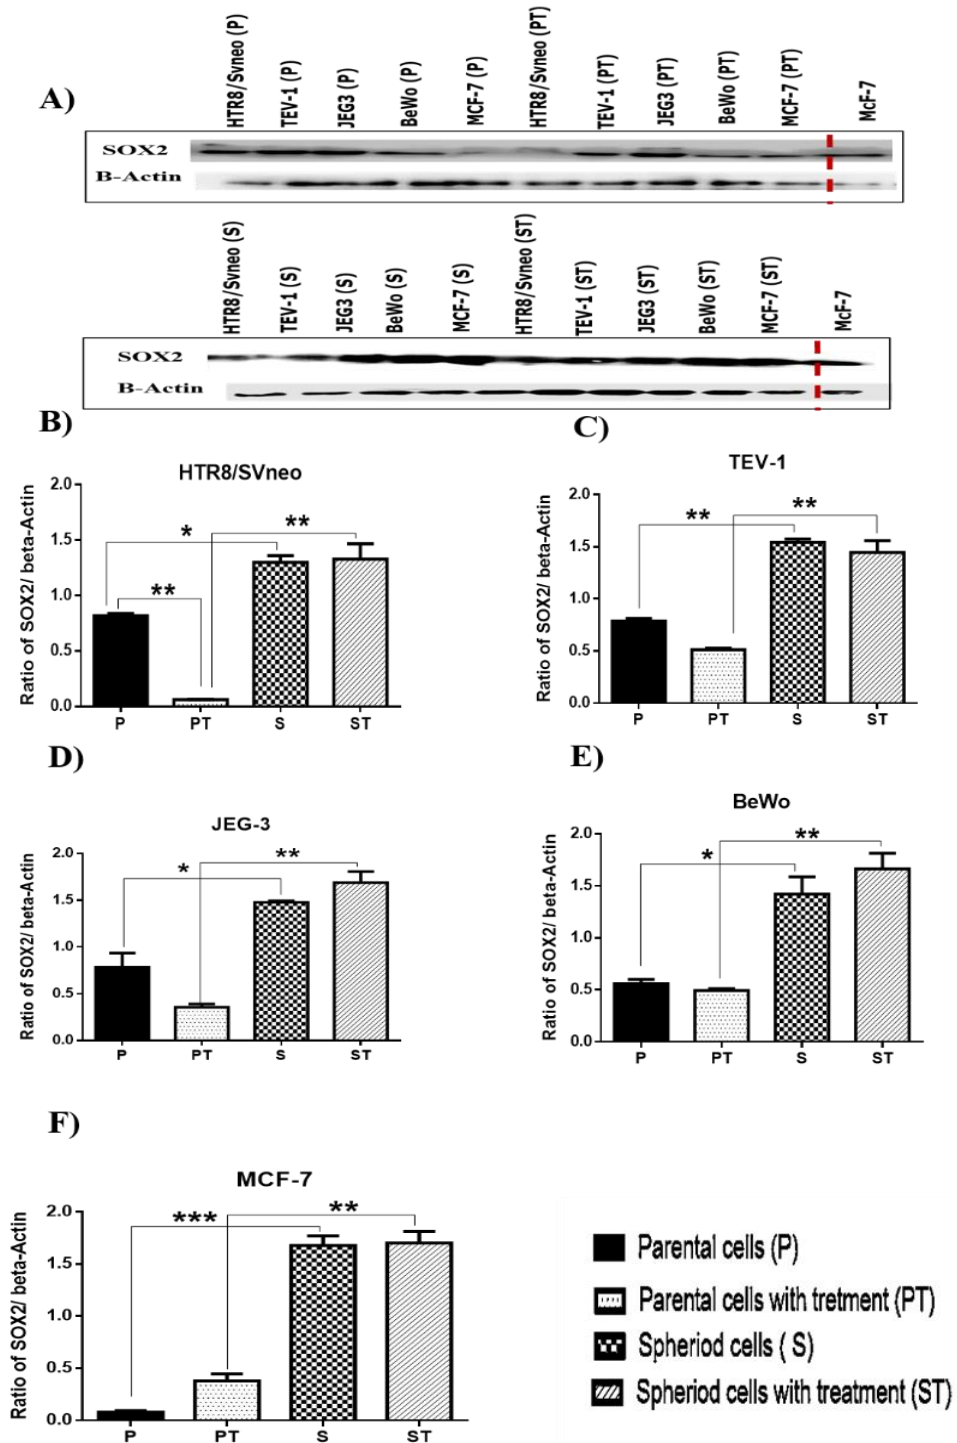 A)
HTR8/Svneo (P)
TEV-1 (P)
JEG3 (P)
BeWo (P)
MCF-7 (P)
HTR8/Svneo (PT)
TEV-1 (PT)
JEG3 (PT)
BeWo (PT)
MCF-7 (PT)
McF-7
SOX2
B-Actin
HTR8/Svneo (S)
TEV-1 (S)
JEG3 (S)
BeWo (S)
MCF-7 (S)
HTR8/Svneo (ST)
TEV-1 (ST)
JEG3 (ST)
BeWo (ST)
MCF-7 (ST)
McF-7
SOX2
B-Actin
B)
HTR8/SVneo
Ratio of SOX2/ beta-Actin
2.0
1.5
1.0
0.5
0.0
*
**
**
P PT S ST
C)
TEV-1
Ratio of SOX2/ beta-Actin
2.0
1.5
1.0
0.5
0.0
**
**
P PT S ST
D)
JEG-3
Ratio of SOX2/ beta-Actin
2.0
1.5
1.0
0.5
0.0
*
**
P PT S ST
E)
BeWo
Ratio of SOX2/ beta-Actin
2.0
1.5
1.0
0.5
0.0
*
**
P PT S ST
F)
MCF-7
Ratio of SOX2/ beta-Actin
2.0
1.5
1.0
0.5
0.0
***
**
P PT S ST
Parental cells (P)
Parental cells with tretment (PT)
Spheriod cells ( S)
Spheriod cells with treatment (ST)